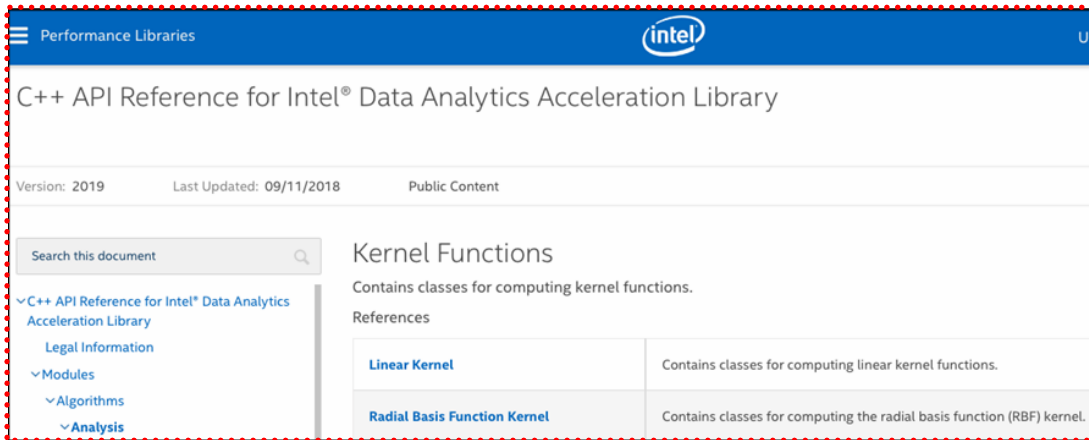 Performance Libraries
intel
U
C++ API Reference for Intel® Data Analytics Acceleration Library
Version: 2019 Last Updated: 09/11/2018 Public Content
Search this document
C++ API Reference for Intel® Data Analytics
Acceleration Library
Legal Information
Modules
Algorithms
Analysis
Kernel Functions
Contains classes for computing kernel functions.
References
Linear Kernel Contains classes for computing linear kernel functions.
Radial Basis Function Kernel Contains classes for computing the radial basis function (RBF) kernel.